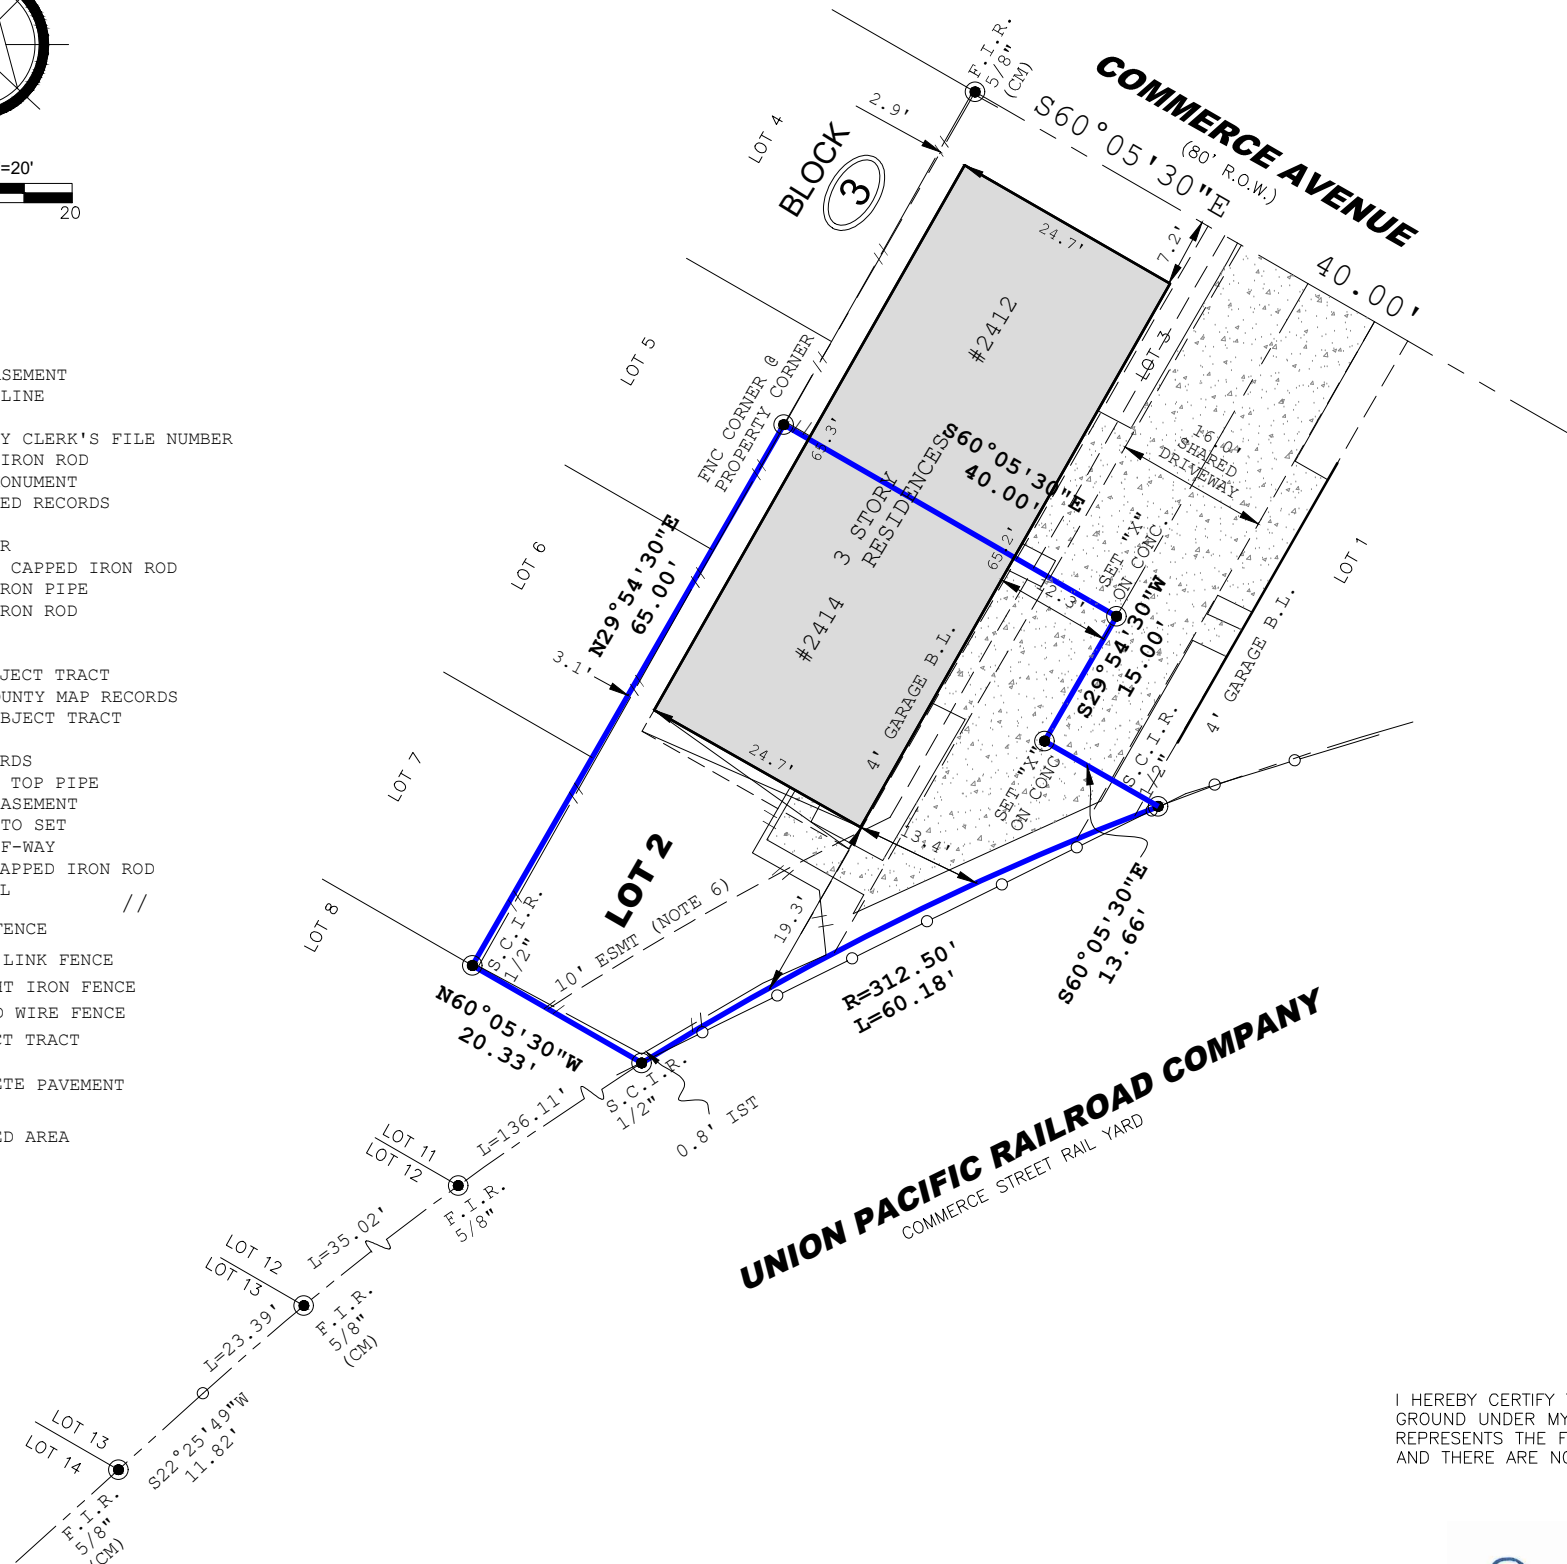 =20'
20
F.I.R.
5/8"
(CM)
COMMERCE AVENUE
(80' R.O.W.)
S60°05'30"E
40.00'
2.9'
LOT 4
BLOCK
3
24.7'
7.2'
#2412
LOT 3
LOT 5
FNC CORNER @
PROPERTY CORNER
S60°05'30"E
40.00'
16.0'
SHARED
DRIVEWAY
3 STORY
RESIDENCES
#2414
65.2'
12.3'
SET "X"
ON CONC.
LOT 1
LOT 6
N29°54'30"E
65.00'
S29°54'30"W
15.00'
3.1'
4' GARAGE B.L.
4' GARAGE B.L.
24.7'
SET "X"
ON CONC
S.C.I.R.
1/2"
LOT 7
LOT 2
13.4'
19.3'
LOT 8
S.C.I.R.
1/2"
10' ESMT (NOTE 6)
S60°05'30"E
13.66'
R=312.50'
L=60.18'
N60°05'30"W
20.33'
S.C.I.R.
1/2"
0.8' IST
UNION PACIFIC RAILROAD COMPANY
COMMERCE STREET RAIL YARD
L=136.11'
LOT 11
LOT 12
F.I.R.
5/8"
L=35.02'
LOT 12
LOT 13
F.I.R.
5/8"
(CM)
L=23.39'
S22°25'49"W
11.82'
LOT 13
LOT 14
F.I.R.
5/8"
(CM)
SEMENT
LINE
Y CLERK'S FILE NUMBER
IRON ROD
ONUMENT
ED RECORDS
R
CAPPED IRON ROD
RON PIPE
RON ROD
JECT TRACT
OUNTY MAP RECORDS
BJECT TRACT
RDS
TOP PIPE
ASEMENT
TO SET
F-WAY
APPED IRON ROD
L
//
FENCE
LINK FENCE
HT IRON FENCE
D WIRE FENCE
CT TRACT
ETE PAVEMENT
ED AREA
I HEREBY CERTIFY
GROUND UNDER MY
REPRESENTS THE F
AND THERE ARE NO